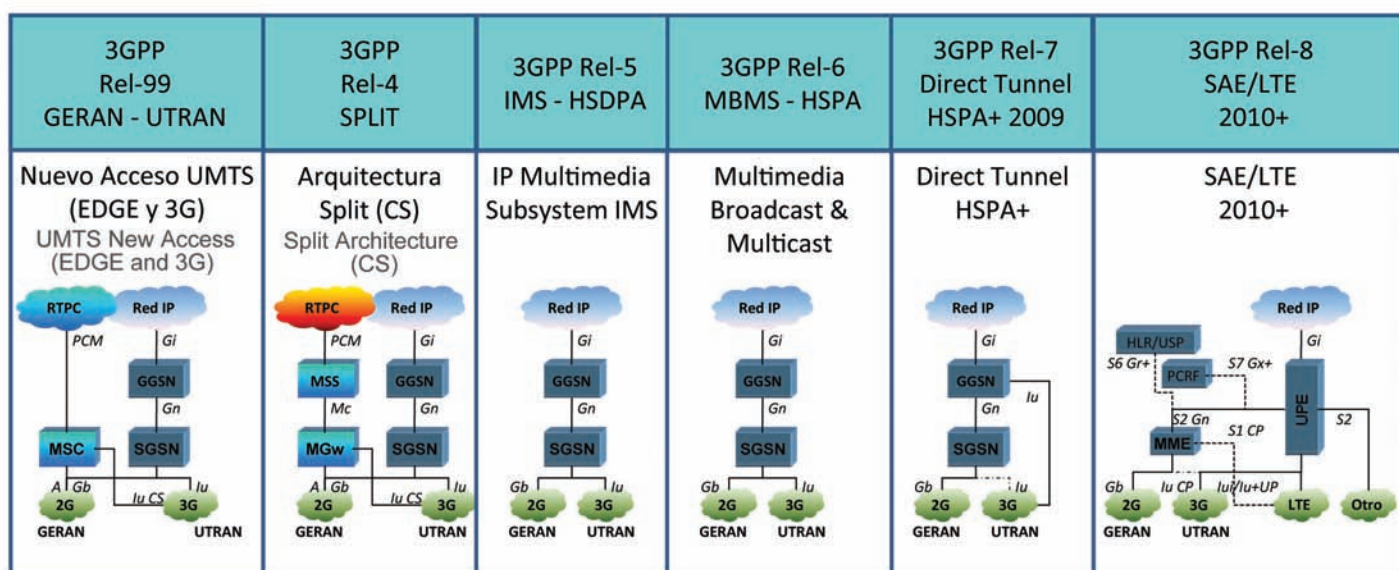 3GPP
Rel-99
GERAN - UTRAN
3GPP
Rel-4
SPLIT
3GPP Rel-5
IMS - HSDPA
3GPP Rel-6
MBMS - HSPA
3GPP Rel-7
Direct Tunnel
HSPA+ 2009
3GPP Rel-8
SAE/LTE
2010+
Nuevo Acceso UMTS
(EDGE y 3G)
UMTS New Access
(EDGE and 3G)
RTPC
Red IP
PCM
Gi
GGSN
Gn
MSC
SGSN
A
Gb
Iu CS
Iu
2G
3G
GERAN
UTRAN
Arquitectura
Split (CS)
Split Architecture
(CS)
RTPC
Red IP
PCM
Gi
MSS
GGSN
Mc
Gn
MGw
SGSN
A
Gb
Iu CS
Iu
2G
3G
GERAN
UTRAN
IP Multimedia
Subsystem IMS
Red IP
Gi
GGSN
Gn
SGSN
Gb
Iu
2G
3G
GERAN
UTRAN
Multimedia
Broadcast &
Multicast
Red IP
Gi
GGSN
Gn
SGSN
Gb
Iu
2G
3G
GERAN
UTRAN
Direct Tunnel
HSPA+
Red IP
Gi
GGSN
Iu
Gn
SGSN
Gb
Iu
2G
3G
GERAN
UTRAN
SAE/LTE
2010+
Red IP
HLR/USP
Gi
S6 Gr+
PCRF
S7 Gx+
UPE
S2 Gn
S2
MME
S1 CP
Gb
Iu CP
Iu/Iu+UP
2G
3G
LTE
Otro
GERAN
UTRAN